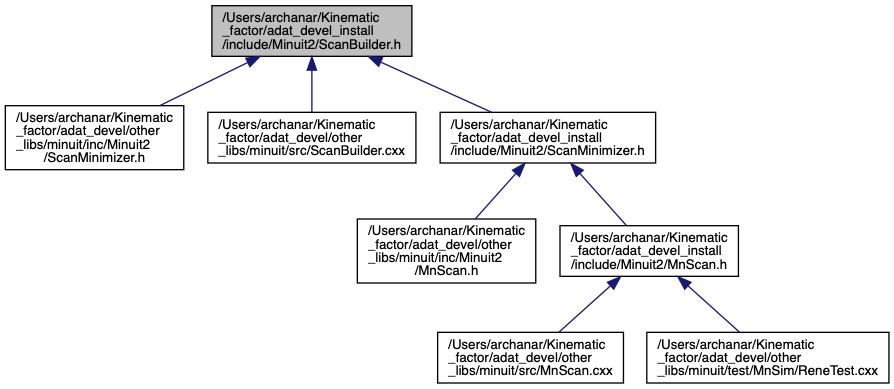 /Users/archanar/Kinematic
_factor/adat_devel_install
/include/Minuit2/ScanBuilder.h
/Users/archanar/Kinematic
_factor/adat_devel/other
_libs/minuit/inc/Minuit2
/ScanMinimizer.h
/Users/archanar/Kinematic
_factor/adat_devel/other
_libs/minuit/src/ScanBuilder.cxx
/Users/archanar/Kinematic
_factor/adat_devel_install
/include/Minuit2/ScanMinimizer.h
/Users/archanar/Kinematic
_factor/adat_devel/other
_libs/minuit/inc/Minuit2
/MnScan.h
/Users/archanar/Kinematic
_factor/adat_devel_install
/include/Minuit2/MnScan.h
/Users/archanar/Kinematic
_factor/adat_devel/other
_libs/minuit/src/MnScan.cxx
/Users/archanar/Kinematic
_factor/adat_devel/other
_libs/minuit/test/MnSim/ReneTest.cxx